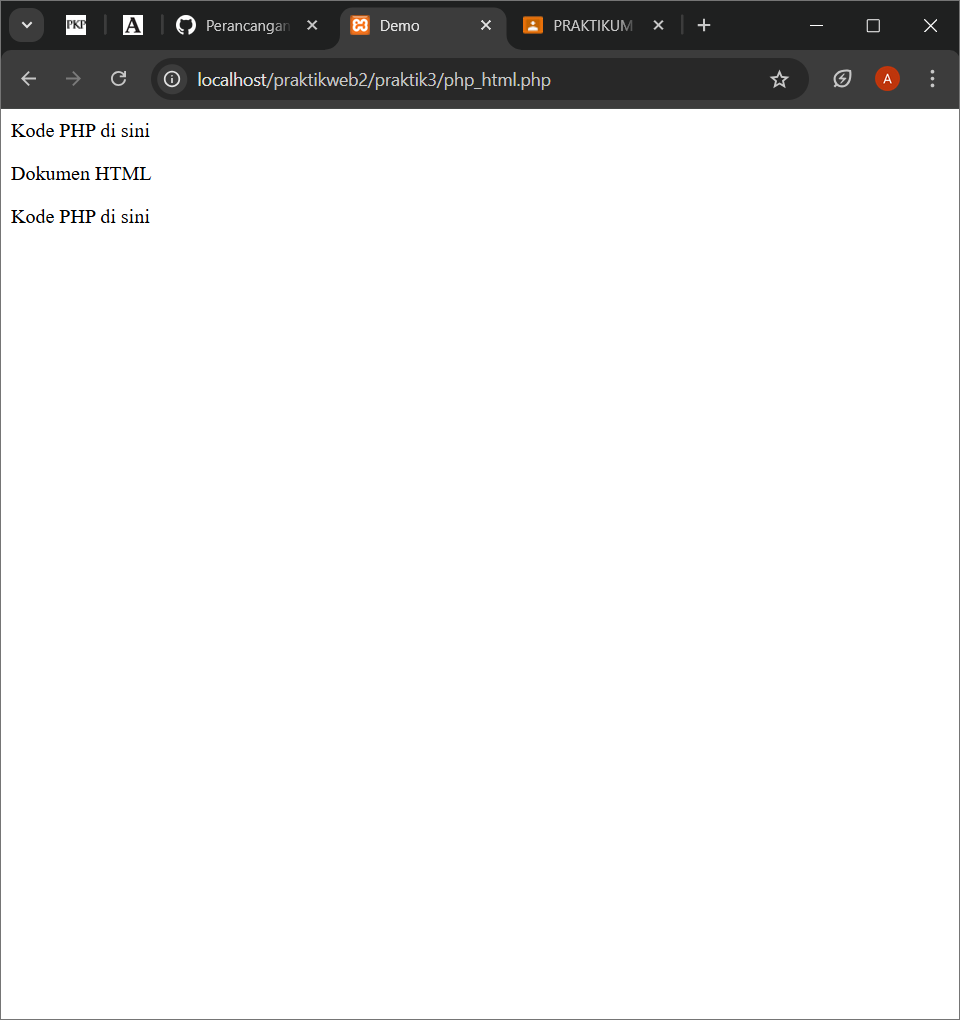 PKP
A
Perancangan
Demo
PRAKTIKUM
localhost/praktikweb2/praktik3/php_html.php
A
Kode PHP di sini
Dokumen HTML
Kode PHP di sini